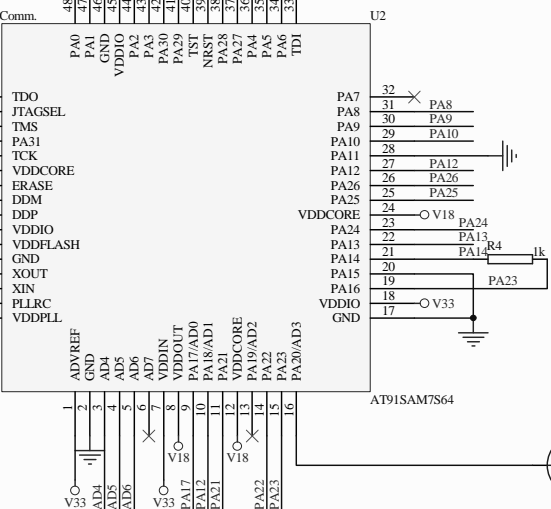 Comm.
48 47 46 45 44 43 42 41 40 39 38 37 36 35 34 33
U2
PA0 PA1 GND VDDIO PA2 PA3 PA30 PA29 TST NRST PA28 PA27 PA4 PA5 PA6 TDI
TDO PA7 32
JTAGSEL PA8 31 PA8
TMS PA9 30 PA9
PA31 PA10 29 PA10
TCK PA11 28
VDDCORE PA12 27 PA12
ERASE PA26 26 PA26
DDM PA25 25 PA25
DDP VDDCORE 24 V18
VDDIO PA24 23 PA24
VDDFLASH PA13 22 PA13
GND PA14 21 PA14 R4 1k
XOUT PA15 20
XIN PA16 19 PA23
PLLRC VDDIO 18 V33
VDDPLL GND 17
ADVREF GND AD4 AD5 AD6 AD7 VDDIN VDDOUT PA17/AD0 PA18/AD1 PA21 VDDCORE PA19/AD2 PA22 PA23 PA20/AD3
AT91SAM7S64
1 2 3 4 5 6 7 8 9 10 11 12 13 14 15 16
V18 V18
V33 AD4 AD5 AD6 V33 PA17 PA12 PA21 PA22 PA23